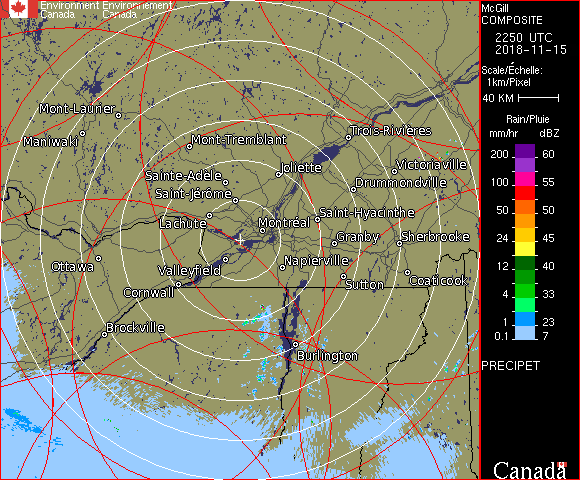 Environment Environnement
Canada Canada
McGill
COMPOSITE
2250 UTC
2018-11-15
Scale/Échelle:
1km/Pixel
40 KM
Rain/Pluie
mm/hr dBZ
200 60
150 57
100 55
50 50
24 45
12 40
4 33
1 23
0.1 7
PRECIPET
Canada
Mont-Laurier
Maniwaki
Mont-Tremblant
Trois-Rivières
Joliette
Victoriaville
Sainte-Adèle
Drummondville
Saint-Jérôme
Saint-Hyacinthe
Lachute
Montréal
Granby
Sherbrooke
Ottawa
Valleyfield
Napierville
Cornwall
Sutton
Coaticook
Brockville
Burlington